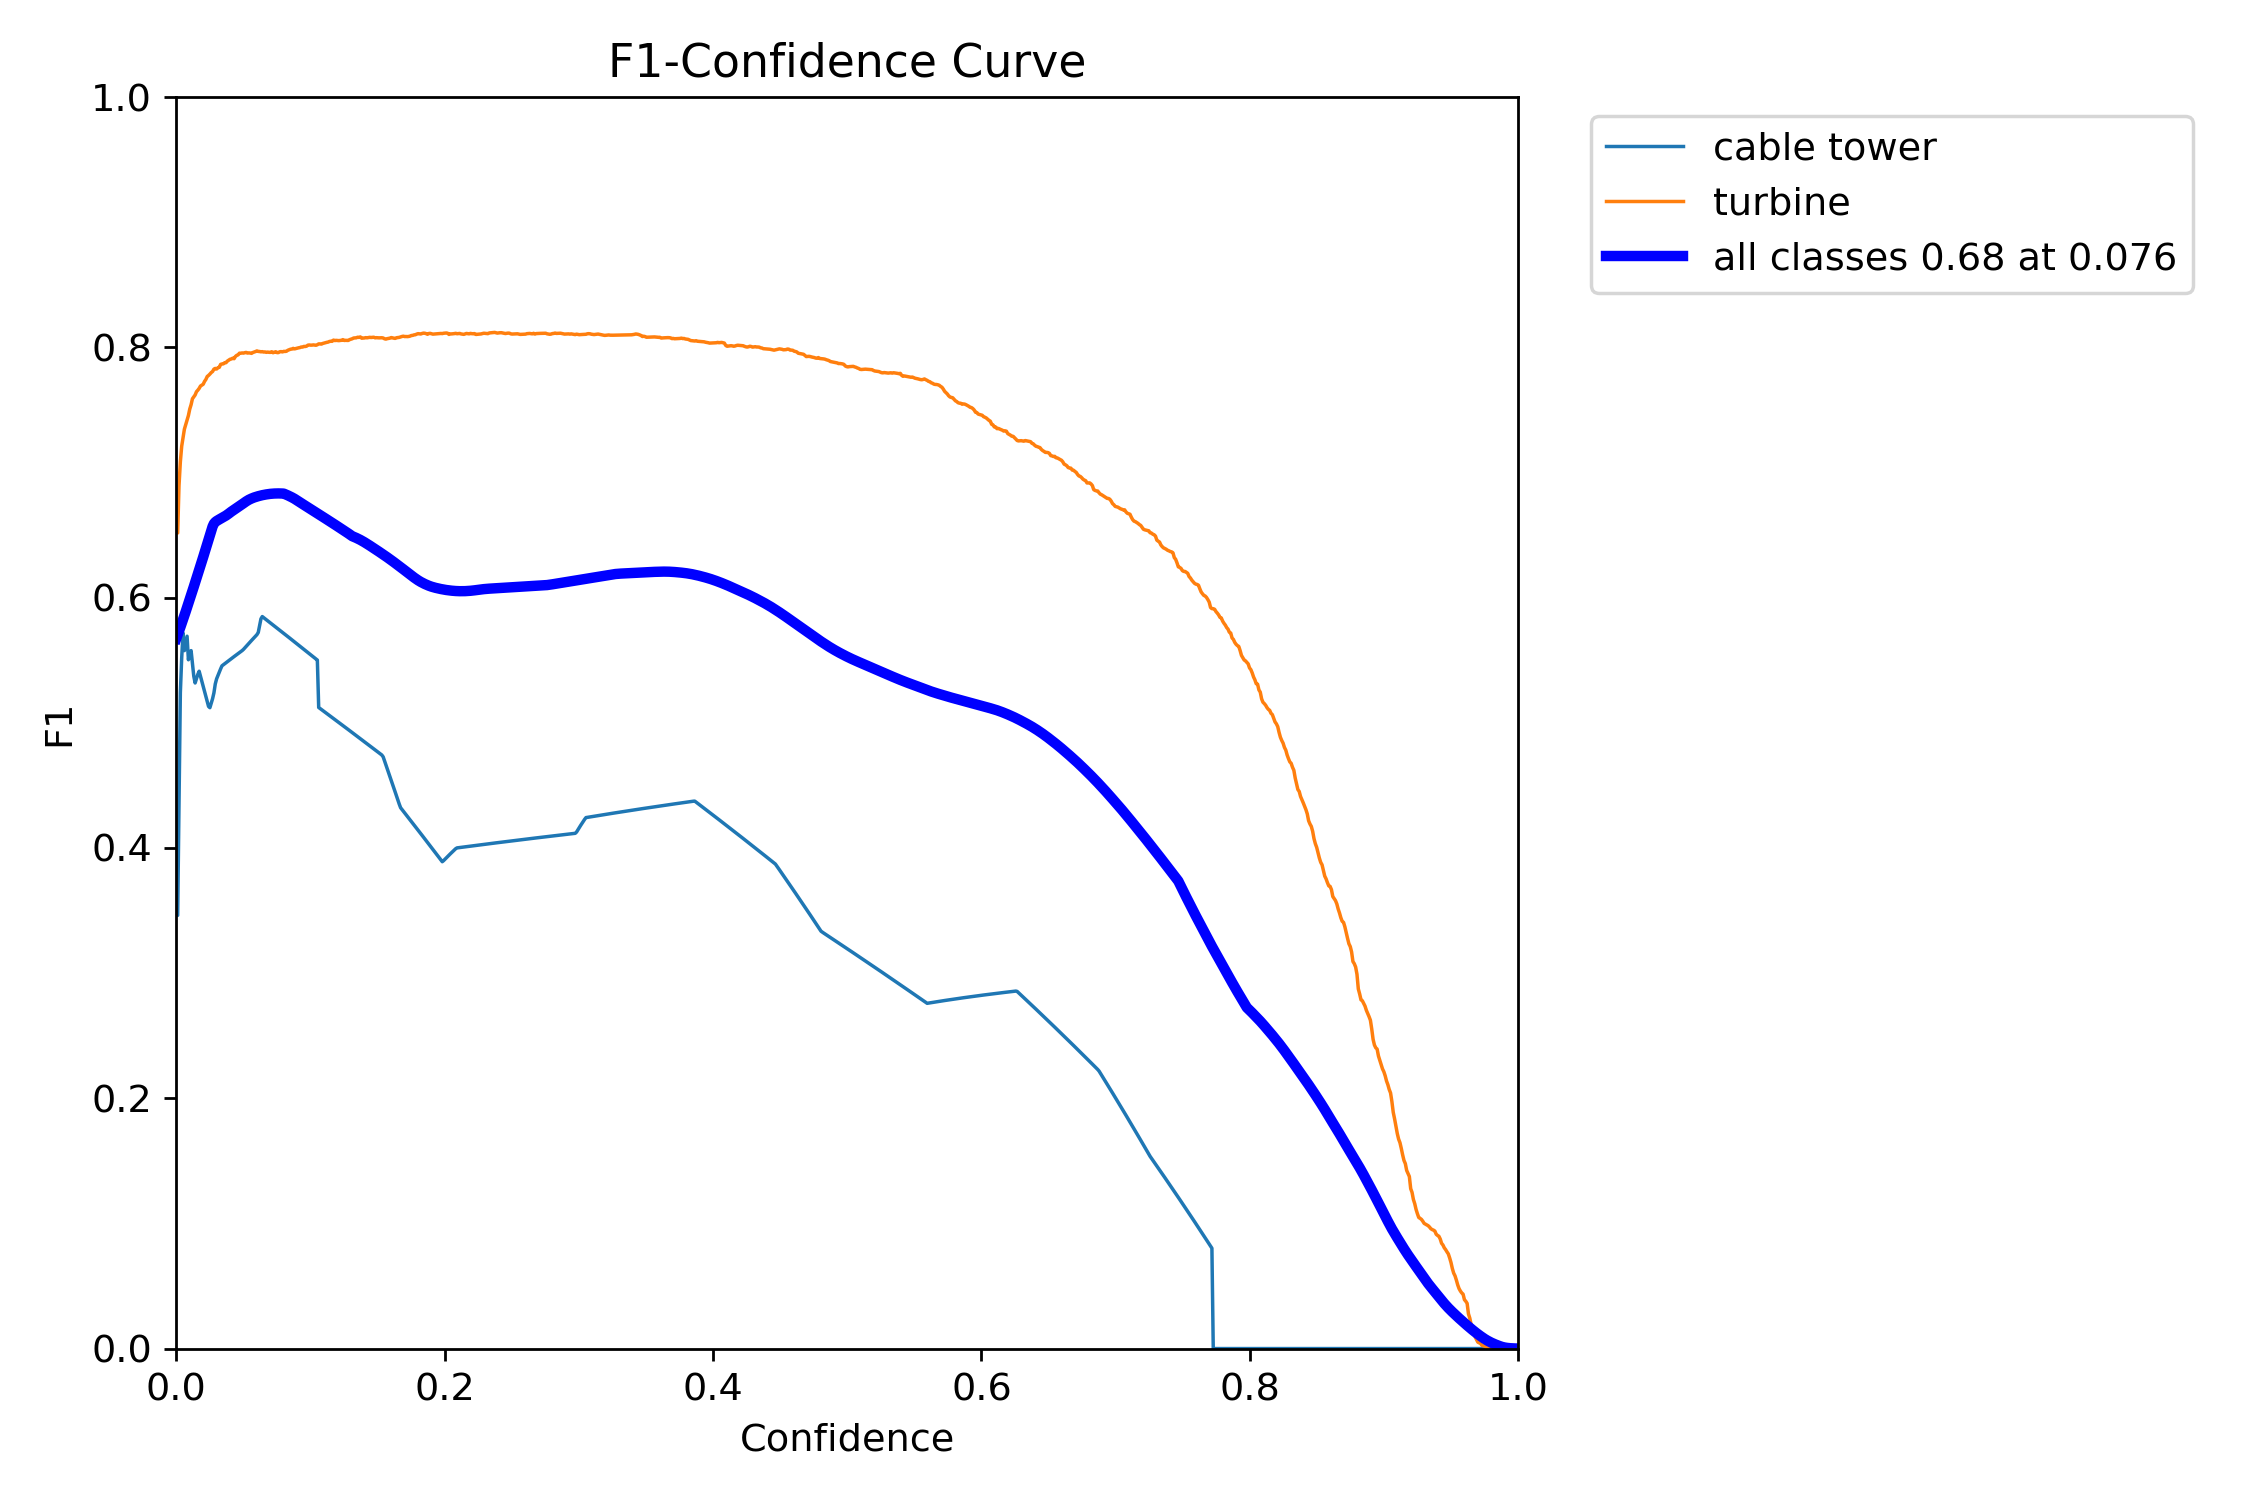 F1-Confidence Curve
1.0
0.8
0.6
0.4
0.2
0.0
F1
0.0 0.2 0.4 0.6 0.8 1.0
Confidence
cable tower
turbine
all classes 0.68 at 0.076